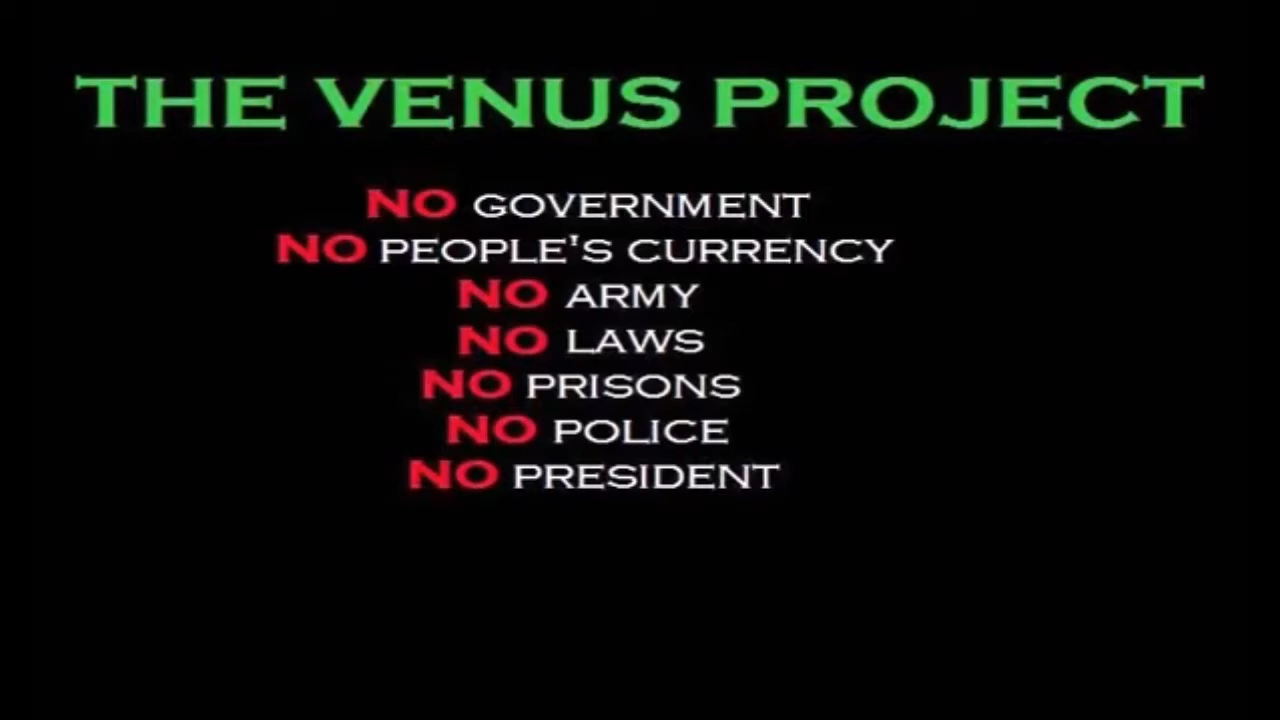 THE VENUS PROJECT
NO GOVERNMENT
NO PEOPLE'S CURRENCY
NO ARMY
NO LAWS
NO PRISONS
NO POLICE
NO PRESIDENT